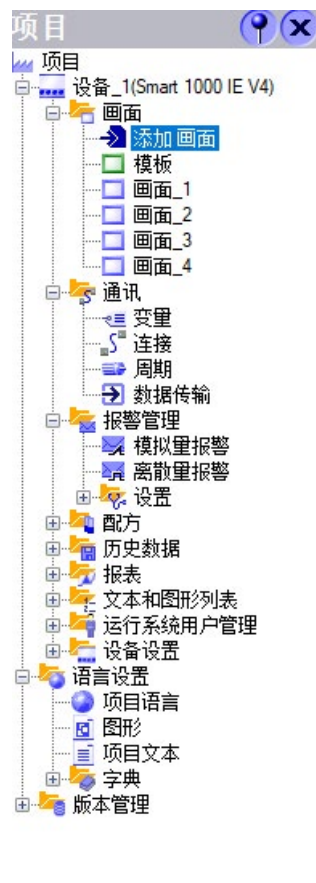 项目
项目
设备_1(Smart 1000 IE V4)
画面
添加 画面
模板
画面_1
画面_2
画面_3
画面_4
通讯
变量
连接
周期
数据传输
报警管理
模拟量报警
离散量报警
设置
配方
历史数据
报表
文本和图形列表
运行系统用户管理
设备设置
语言设置
项目语言
图形
项目文本
字典
版本管理